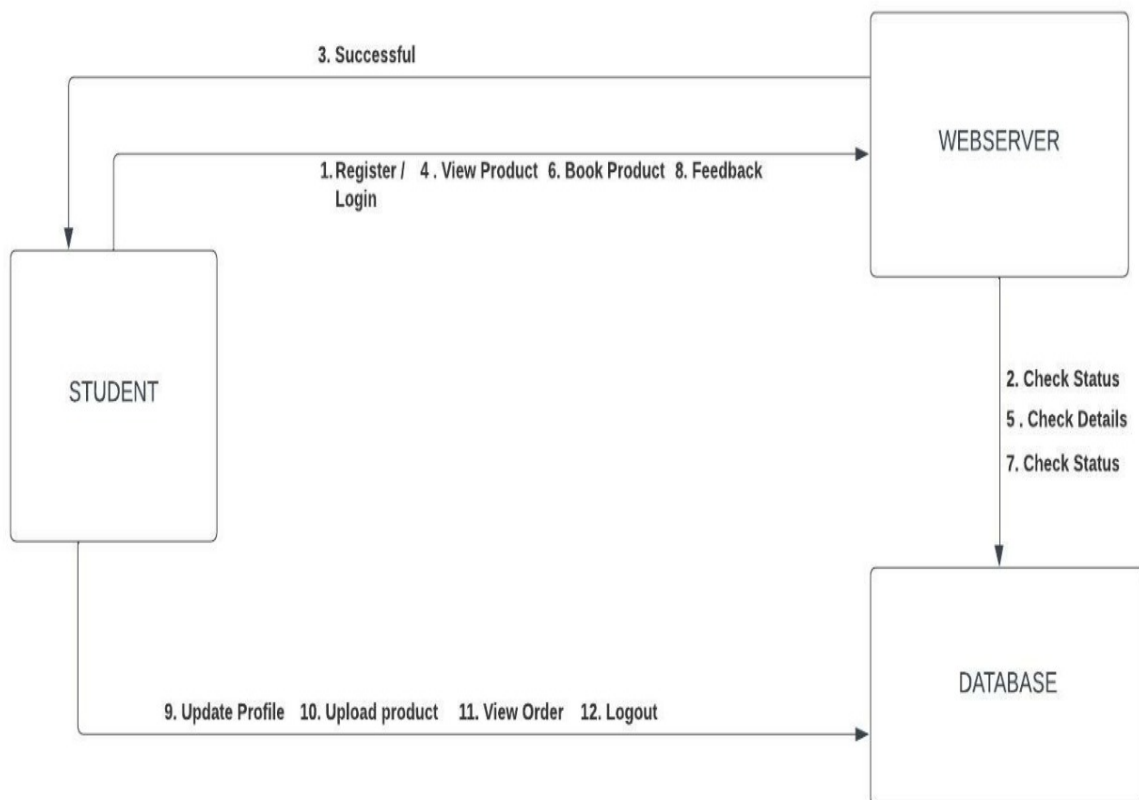 3. Successful
WEBSERVER
1. Register / 4 . View Product 6. Book Product 8. Feedback
Login
STUDENT
2. Check Status
5 . Check Details
7. Check Status
DATABASE
9. Update Profile 10. Upload product 11. View Order 12. Logout